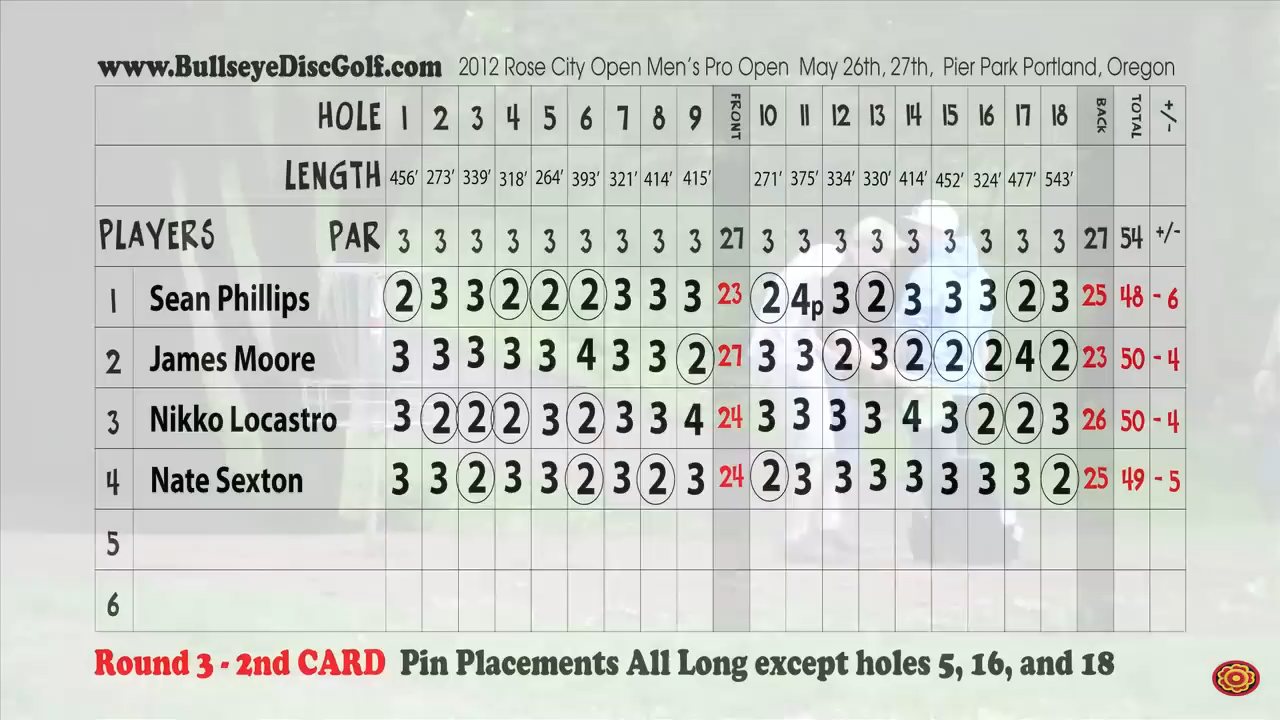 www.BullseyeDiscGolf.com 2012 Rose City Open Men's Pro Open May 26th, 27th, Pier Park Portland, Oregon
HOLE 1 2 3 4 5 6 7 8 9 FRONT 10 11 12 13 14 15 16 17 18 BACK TOTAL +/-
LENGTH 456' 273' 339' 318' 264' 393' 321' 414' 415' 271' 375' 334' 330' 414' 452' 324' 477' 543'
PLAYERS PAR 3 3 3 3 3 3 3 3 3 27 3 3 3 3 3 3 3 3 3 27 54 +/-
1 Sean Phillips 2 3 3 2 2 2 3 3 3 23 2 4p 3 2 3 3 3 2 3 25 48 - 6
2 James Moore 3 3 3 3 3 4 3 3 2 27 3 3 2 3 2 2 2 4 2 23 50 - 4
3 Nikko Locastro 3 2 2 2 3 2 3 3 4 24 3 3 3 3 4 3 2 2 3 26 50 - 4
4 Nate Sexton 3 3 2 3 3 2 3 2 3 24 2 3 3 3 3 3 3 3 2 25 49 - 5
5
6
Round 3 - 2nd CARD Pin Placements All Long except holes 5, 16, and 18